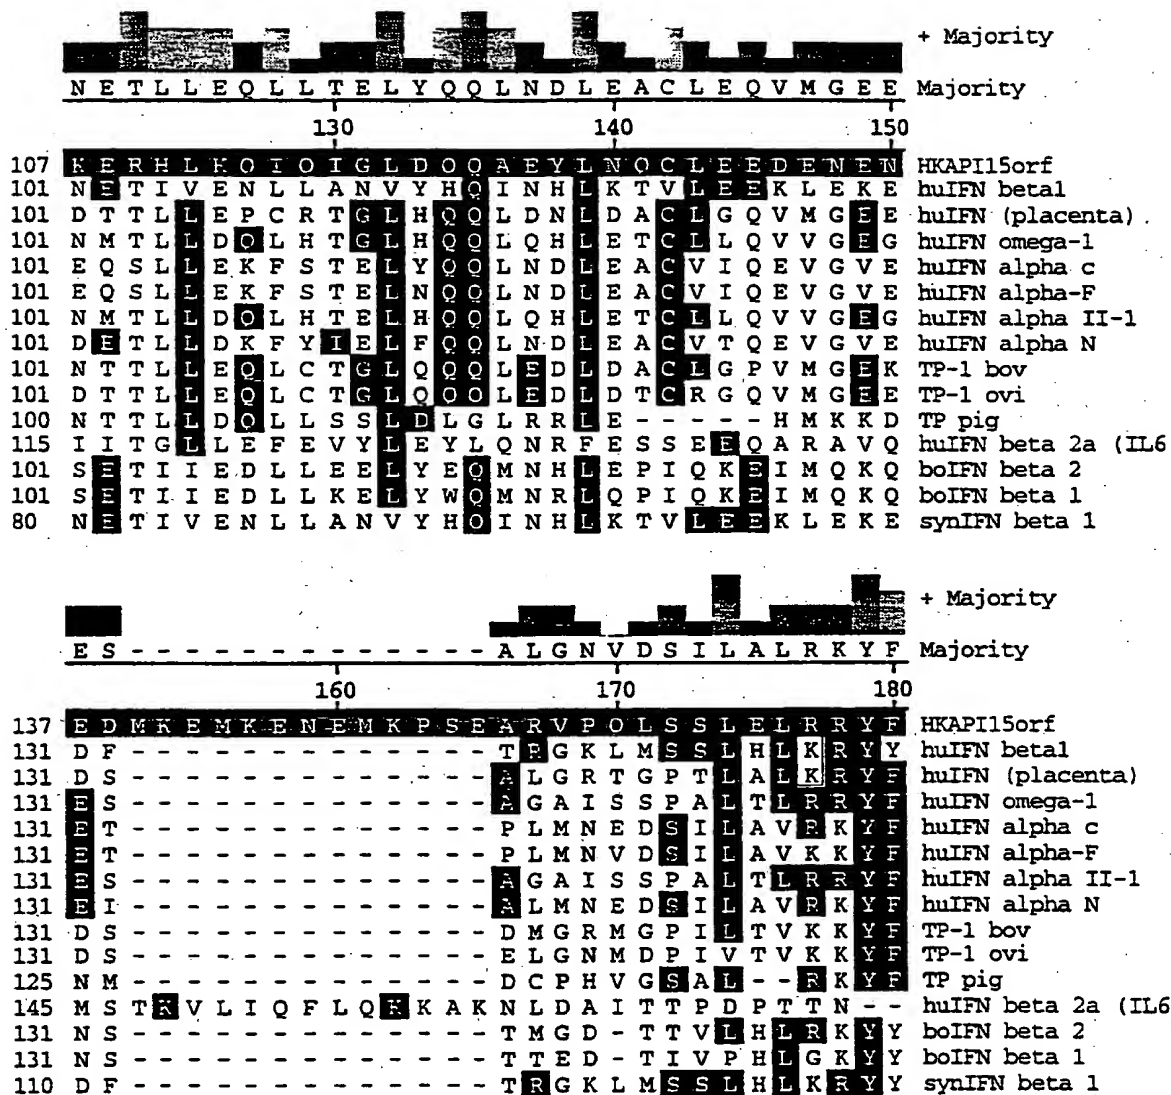 + Majority
N E T L L E Q L L T E L Y Q Q L N D L E A C L E Q V M G E E Majority
130 140 150
107 K E R H L K Q I Q I G L D Q Q A E Y L N Q C L E E D E N E N HKAPI15orf
101 N E T I V E N L L A N V Y H Q I N H L K T V L E E K L E K E huIFN beta1
101 D T T L L E P C R T G L H Q Q L D N L D A C L G Q V M G E E huIFN (placenta)
101 N M T L L D Q L H T G L H Q Q L Q H L E T C L L Q V V G E G huIFN omega-1
101 E Q S L L E K F S T E L Y Q Q L N D L E A C V I Q E V G V E huIFN alpha c
101 E Q S L L E K F S T E L N Q Q L N D L E A C V I Q E V G V E huIFN alpha-F
101 N M T L L D Q L H T E L H Q Q L Q H L E T C L L Q V V G E G huIFN alpha II-1
101 D E T L L D K F Y I E L F Q Q L N D L E A C V T Q E V G V E huIFN alpha N
101 N T T L L E Q L C T G L Q Q Q L E D L D A C L G P V M G E K TP-1 bov
101 D T T L L E Q L C T G L Q Q Q L E D L D T C R G Q V M G E E TP-1 ovi
100 N T T L L D Q L L S S L D L G L R R L E - - - - H M K K D TP pig
115 I I T G L L E F E V Y L E Y L Q N R F E S S E E Q A R A V Q huIFN beta 2a (IL6
101 S E T I I E D L L E E L Y E Q M N H L E P I Q K E I M Q K Q boIFN beta 2
101 S E T I I E D L L K E L Y W Q M N R L Q P I Q K E I M Q K Q boIFN beta 1
80 N E T I V E N L L A N V Y H Q I N H L K T V L E E K L E K E synIFN beta 1
+ Majority
E S - - - - - - - - - - - - - A L G N V D S I L A L R K Y F Majority
160 170 180
137 E D M K E M K E N E M K P S E A R V P Q L S S L E L R R Y F HKAPI15orf
131 D F - - - - - - - - - - - - - T R G K L M S S L H L K R Y Y huIFN beta1
131 D S - - - - - - - - - - - - - A L G R T G P T L A L K R Y F huIFN (placenta)
131 E S - - - - - - - - - - - - - A G A I S S P A L T L R R Y F huIFN omega-1
131 E T - - - - - - - - - - - - - P L M N E D S I L A V R K Y F huIFN alpha c
131 E T - - - - - - - - - - - - - P L M N V D S I L A V K K Y F huIFN alpha-F
131 E S - - - - - - - - - - - - - A G A I S S P A L T L R R Y F huIFN alpha II-1
131 E I - - - - - - - - - - - - - A L M N E D S I L A V R K Y F huIFN alpha N
131 D S - - - - - - - - - - - - - D M G R M G P I L T V K K Y F TP-1 bov
131 D S - - - - - - - - - - - - - E L G N M D P I V T V K K Y F TP-1 ovi
125 N M - - - - - - - - - - - - - D C P H V G S A L - - R K Y F TP pig
145 M S T K V L I Q F L Q K K A K N L D A I T T P D P T T N - - huIFN beta 2a (IL6
131 N S - - - - - - - - - - - - - T M G D - T T V L H L R K Y Y boIFN beta 2
131 N S - - - - - - - - - - - - - T T E D - T I V P H L G K Y Y boIFN beta 1
110 D F - - - - - - - - - - - - - T R G K L M S S L H L K R Y Y synIFN beta 1